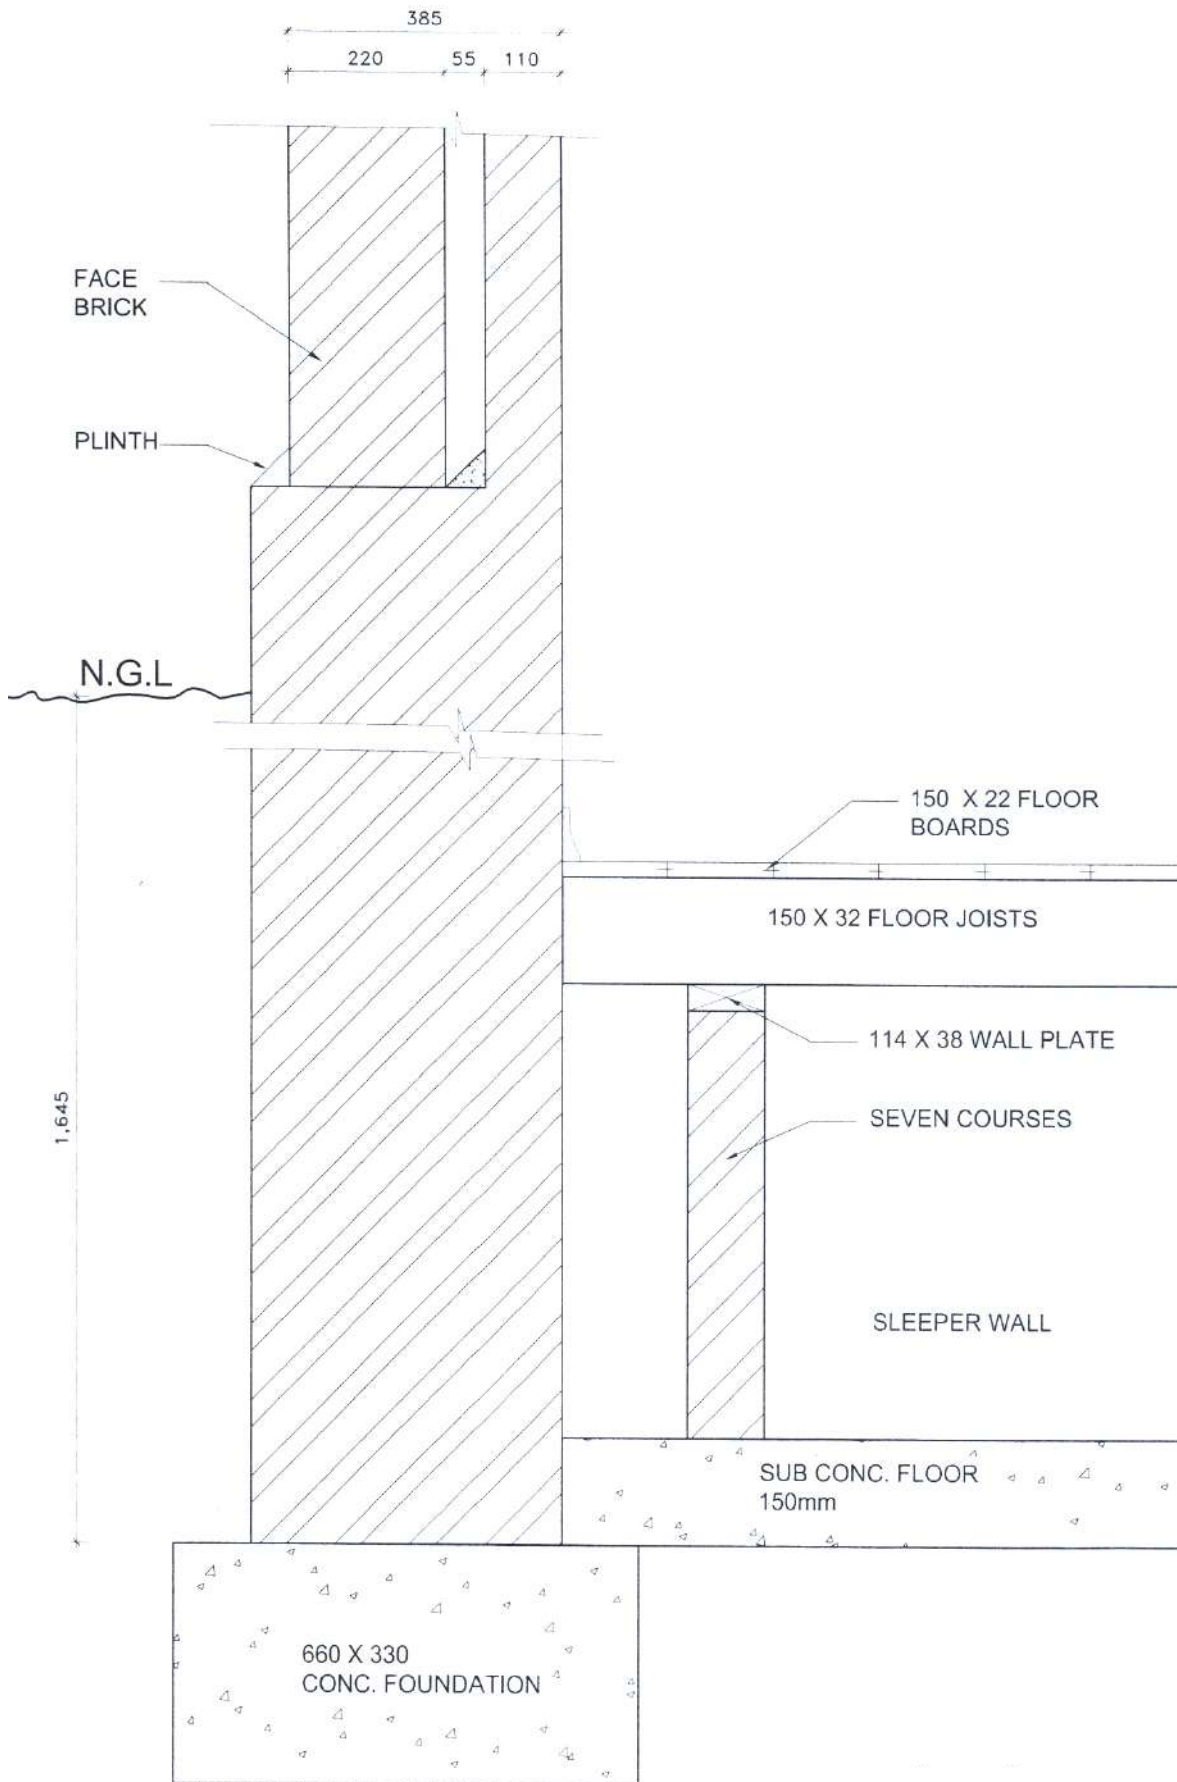 385
220 55 110
FACE
BRICK
PLINTH
N.G.L
150 X 22 FLOOR
BOARDS
150 X 32 FLOOR JOISTS
114 X 38 WALL PLATE
1,645
SEVEN COURSES
SLEEPER WALL
SUB CONC. FLOOR
150mm
660 X 330
CONC. FOUNDATION